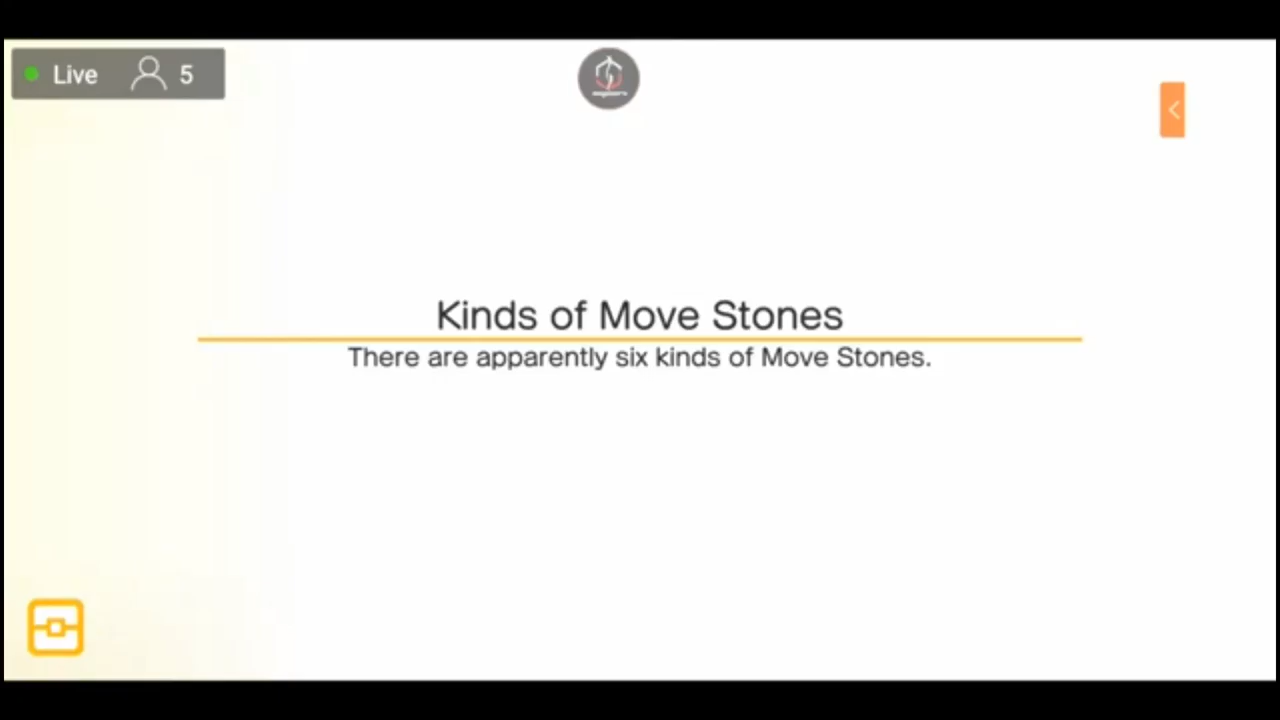 Live 5
Kinds of Move Stones
There are apparently six kinds of Move Stones.